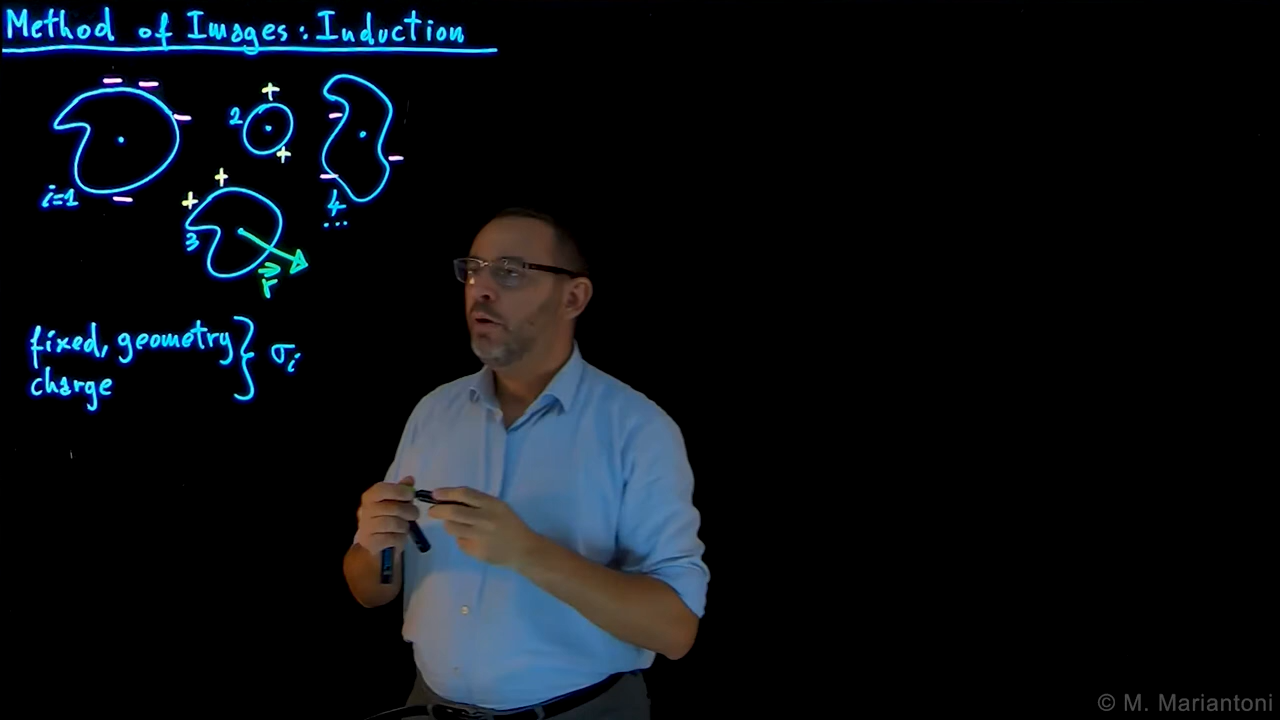 Method of Images: Induction
- - -
+
2
+
- -
-
i=1
-
+ +
3
r⃗
4
...
fixed, geometry } σᵢ
charge
© M. Mariantoni